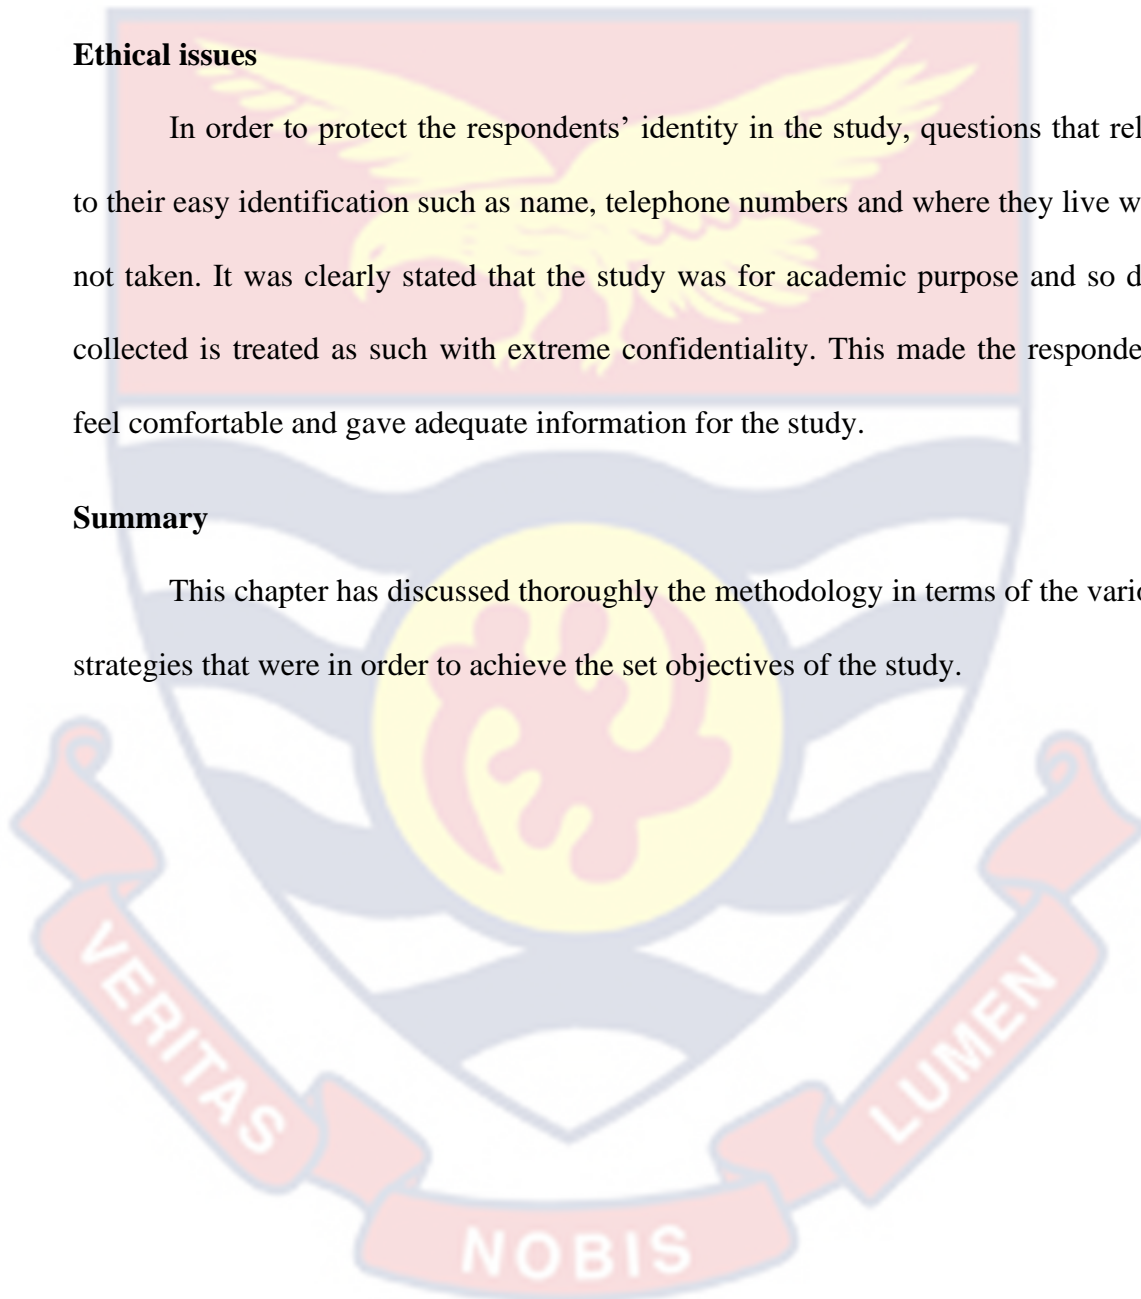 Ethical issues
In order to protect the respondents’ identity in the study, questions that rel
to their easy identification such as name, telephone numbers and where they live w
not taken. It was clearly stated that the study was for academic purpose and so d
collected is treated as such with extreme confidentiality. This made the responde
feel comfortable and gave adequate information for the study.
Summary
This chapter has discussed thoroughly the methodology in terms of the vario
strategies that were in order to achieve the set objectives of the study.
VERITAS
NOBIS
LUMEN